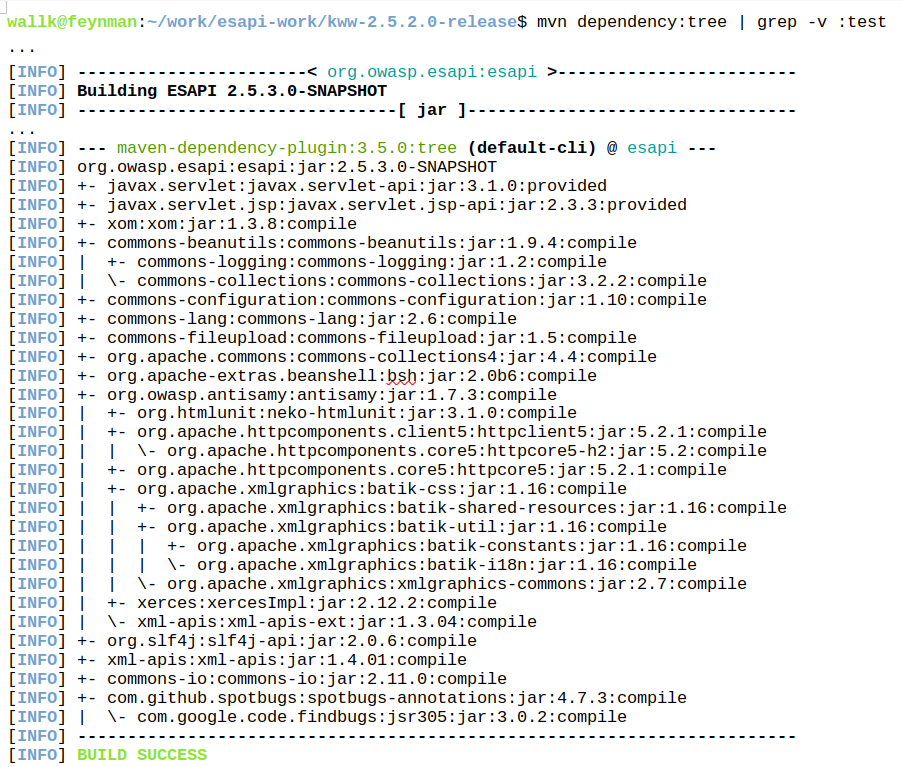 wallk@feynman:~/work/esapi-work/kww-2.5.2.0-release$ mvn dependency:tree | grep -v :test
...
[INFO] -----------------------< org.owasp.esapi:esapi >------------------------
[INFO] Building ESAPI 2.5.3.0-SNAPSHOT
[INFO] --------------------------------[ jar ]---------------------------------
...
[INFO] --- maven-dependency-plugin:3.5.0:tree (default-cli) @ esapi ---
[INFO] org.owasp.esapi:esapi:jar:2.5.3.0-SNAPSHOT
[INFO] +- javax.servlet:javax.servlet-api:jar:3.1.0:provided
[INFO] +- javax.servlet.jsp:javax.servlet.jsp-api:jar:2.3.3:provided
[INFO] +- xom:xom:jar:1.3.8:compile
[INFO] +- commons-beanutils:commons-beanutils:jar:1.9.4:compile
[INFO] |  +- commons-logging:commons-logging:jar:1.2:compile
[INFO] |  \- commons-collections:commons-collections:jar:3.2.2:compile
[INFO] +- commons-configuration:commons-configuration:jar:1.10:compile
[INFO] +- commons-lang:commons-lang:jar:2.6:compile
[INFO] +- commons-fileupload:commons-fileupload:jar:1.5:compile
[INFO] +- org.apache.commons:commons-collections4:jar:4.4:compile
[INFO] +- org.apache-extras.beanshell:bsh:jar:2.0b6:compile
[INFO] +- org.owasp.antisamy:antisamy:jar:1.7.3:compile
[INFO] |  +- org.htmlunit:neko-htmlunit:jar:3.1.0:compile
[INFO] |  +- org.apache.httpcomponents.client5:httpclient5:jar:5.2.1:compile
[INFO] |  |  \- org.apache.httpcomponents.core5:httpcore5-h2:jar:5.2:compile
[INFO] |  +- org.apache.httpcomponents.core5:httpcore5:jar:5.2.1:compile
[INFO] |  +- org.apache.xmlgraphics:batik-css:jar:1.16:compile
[INFO] |  |  +- org.apache.xmlgraphics:batik-shared-resources:jar:1.16:compile
[INFO] |  |  +- org.apache.xmlgraphics:batik-util:jar:1.16:compile
[INFO] |  |  |  +- org.apache.xmlgraphics:batik-constants:jar:1.16:compile
[INFO] |  |  |  \- org.apache.xmlgraphics:batik-i18n:jar:1.16:compile
[INFO] |  |  \- org.apache.xmlgraphics:xmlgraphics-commons:jar:2.7:compile
[INFO] |  +- xerces:xercesImpl:jar:2.12.2:compile
[INFO] |  \- xml-apis:xml-apis-ext:jar:1.3.04:compile
[INFO] +- org.slf4j:slf4j-api:jar:2.0.6:compile
[INFO] +- xml-apis:xml-apis:jar:1.4.01:compile
[INFO] +- commons-io:commons-io:jar:2.11.0:compile
[INFO] +- com.github.spotbugs:spotbugs-annotations:jar:4.7.3:compile
[INFO] |  \- com.google.code.findbugs:jsr305:jar:3.0.2:compile
[INFO] ------------------------------------------------------------------------
[INFO] BUILD SUCCESS